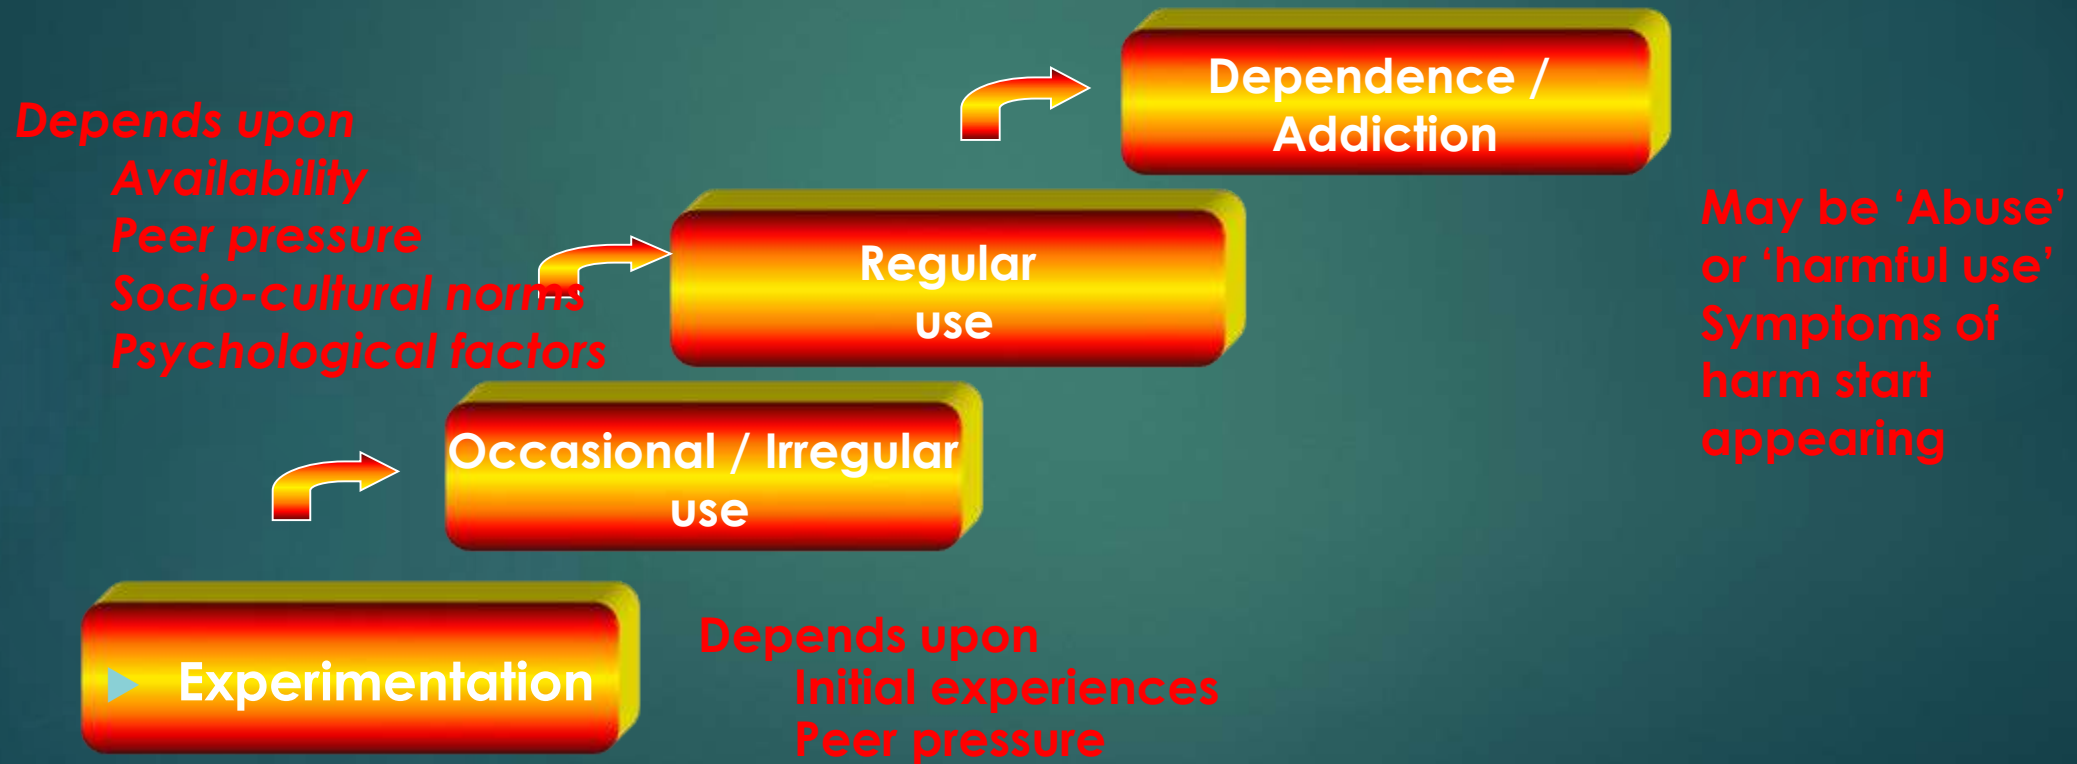 Dependence /
Addiction
Depends upon
Availability
Peer pressure
Socio-cultural norms
Psychological factors
May be ‘Abuse’
or ‘harmful use’
Symptoms of
harm start
appearing
Regular
use
Occasional / Irregular
use
Experimentation
Depends upon
Initial experiences
Peer pressure